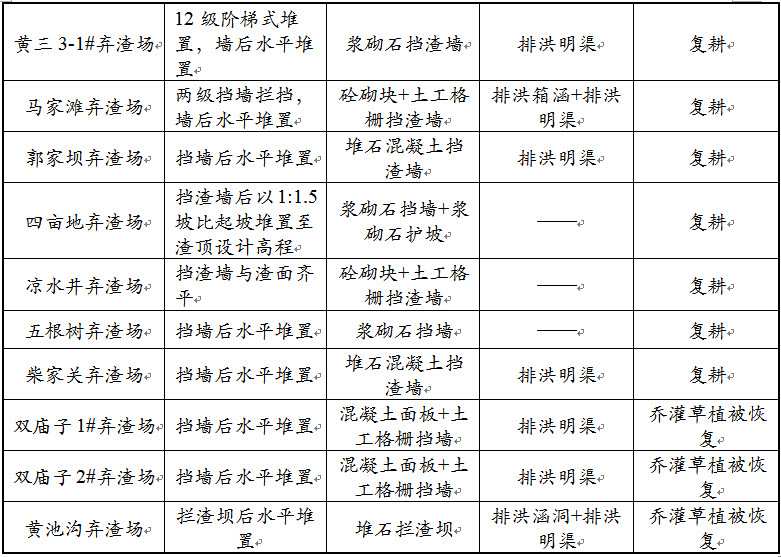 黄三3-1#弃渣场
12级阶梯式堆
置，墙后水平堆
置
浆砌石挡渣墙
排洪明渠
复耕
马家滩弃渣场
两级挡墙拦挡，
墙后水平堆置
砼砌块+土工格
栅挡渣墙
排洪箱涵+排洪
明渠
复耕
郭家坝弃渣场
挡墙后水平堆置
堆石混凝土挡
渣墙
排洪明渠
复耕
四亩地弃渣场
挡渣墙后以1:1.5
坡比起坡堆置至
渣顶设计高程
浆砌石挡墙+浆
砌石护坡
——
复耕
凉水井弃渣场
挡渣墙与渣面齐
平
砼砌块+土工格
栅挡渣墙
——
复耕
五根树弃渣场
挡墙后水平堆置
浆砌石挡墙
——
复耕
柴家关弃渣场
挡墙后水平堆置
堆石混凝土挡
渣墙
排洪明渠
复耕
双庙子1#弃渣场
挡墙后水平堆置
混凝土面板+土
工格栅挡墙
排洪明渠
乔灌草植被恢
复
双庙子2#弃渣场
挡墙后水平堆置
混凝土面板+土
工格栅挡墙
排洪明渠
乔灌草植被恢
复
黄池沟弃渣场
拦渣坝后水平堆
置
堆石拦渣坝
排洪涵洞+排洪
明渠
乔灌草植被恢
复